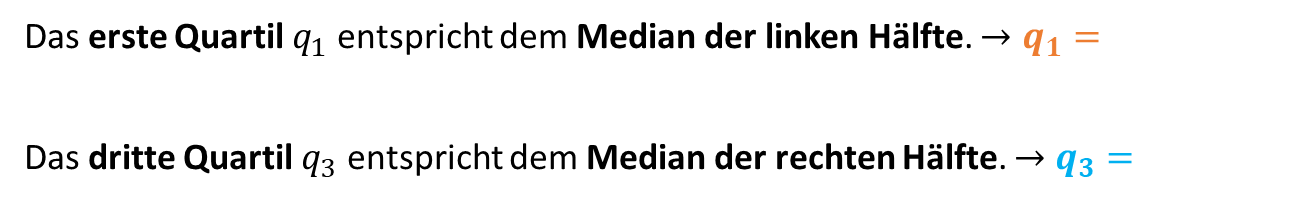 Das erste Quartil q₁ entspricht dem Median der linken Hälfte. → q₁ =
Das dritte Quartil q₃ entspricht dem Median der rechten Hälfte. → q₃ =